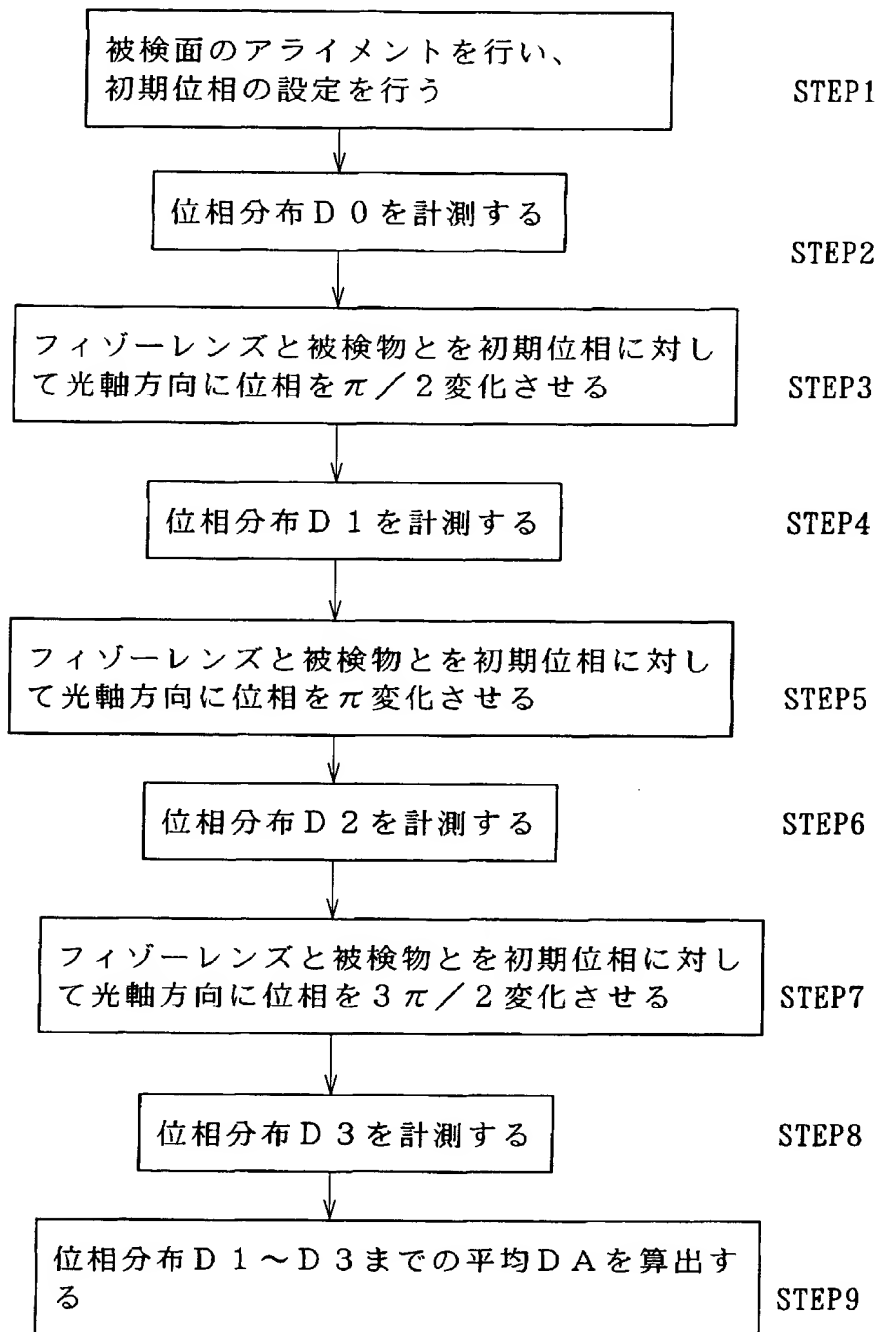 被検面のアライメントを行い、
初期位相の設定を行う
STEP1
位相分布D0を計測する
STEP2
フィゾーレンズと被検物とを初期位相に対し
て光軸方向に位相をπ/2変化させる
STEP3
位相分布D1を計測する
STEP4
フィゾーレンズと被検物とを初期位相に対し
て光軸方向に位相をπ変化させる
STEP5
位相分布D2を計測する
STEP6
フィゾーレンズと被検物とを初期位相に対し
て光軸方向に位相を3π/2変化させる
STEP7
位相分布D3を計測する
STEP8
位相分布D1～D3までの平均DAを算出す
る
STEP9